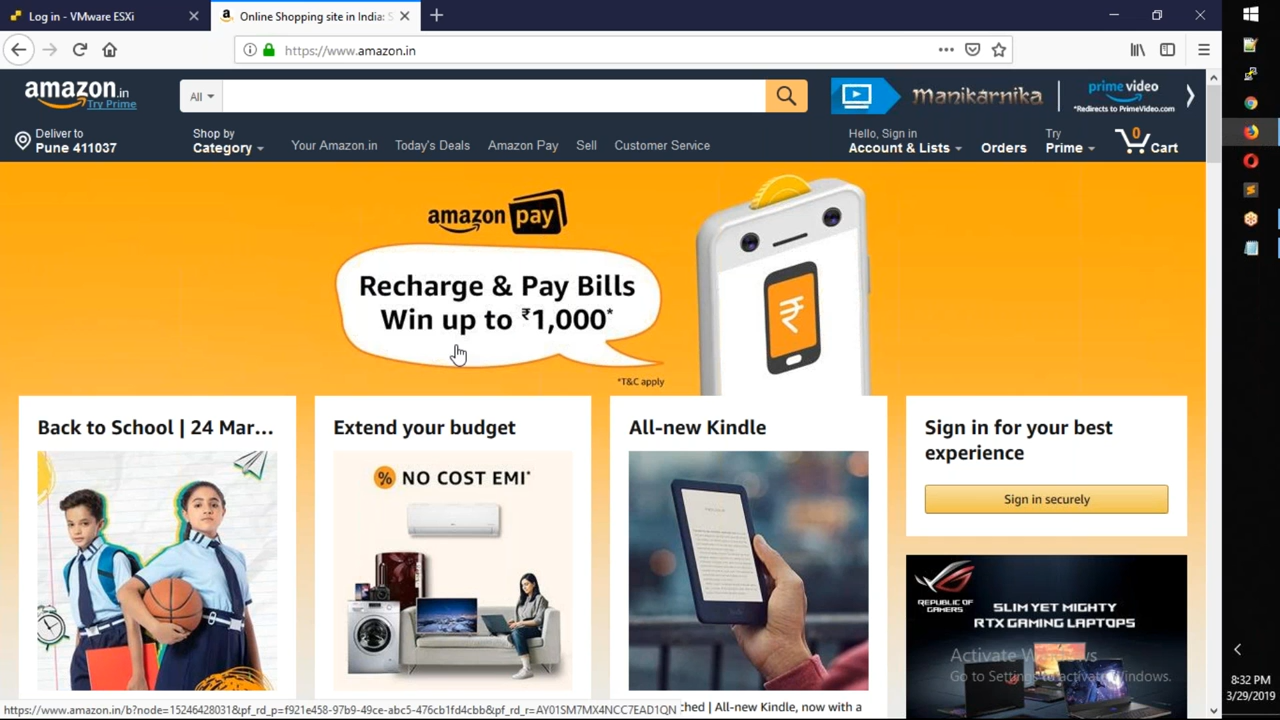 Log in - VMware ESXi
Online Shopping site in India: S
https://www.amazon.in
amazon.in
Try Prime
All
Manikarnika
prime video
*Redirects to PrimeVideo.com
Deliver to
Pune 411037
Shop by
Category
Your Amazon.in
Today's Deals
Amazon Pay
Sell
Customer Service
Hello, Sign in
Account & Lists
Orders
Try
Prime
0
Cart
amazon pay
Recharge & Pay Bills
Win up to ₹1,000*
*T&C apply
₹
Back to School | 24 Mar...
Extend your budget
All-new Kindle
Sign in for your best
experience
% NO COST EMI*
Sign in securely
REPUBLIC OF
GAMERS
SLIM YET MIGHTY
RTX GAMING LAPTOPS
Activate Windows
Go to Settings to activate Windows.
https://www.amazon.in/b?node=15246428031&pf_rd_p=f921e458-97b9-49ce-abc5-476cb1fd4cbb&pf_rd_r=AY01SM7MX4NCC7EAD1QN
ched | All-new Kindle, now with a
8:32 PM
3/29/2019